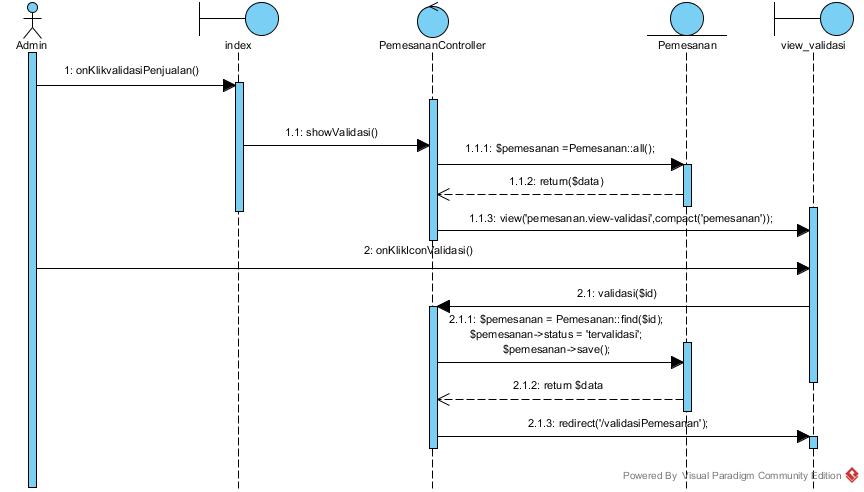 Admin
index
PemesananController
Pemesanan
view_validasi
1: onKlikvalidasiPenjualan()
1.1: showValidasi()
1.1.1: $pemesanan =Pemesanan::all();
1.1.2: return($data)
1.1.3: view('pemesanan.view-validasi',compact('pemesanan'));
2: onKlikIconValidasi()
2.1: validasi($id)
2.1.1: $pemesanan = Pemesanan::find($id);
$pemesanan->status = 'tervalidasi';
$pemesanan->save();
2.1.2: return $data
2.1.3: redirect('/validasiPemesanan');
Powered By Visual Paradigm Community Edition